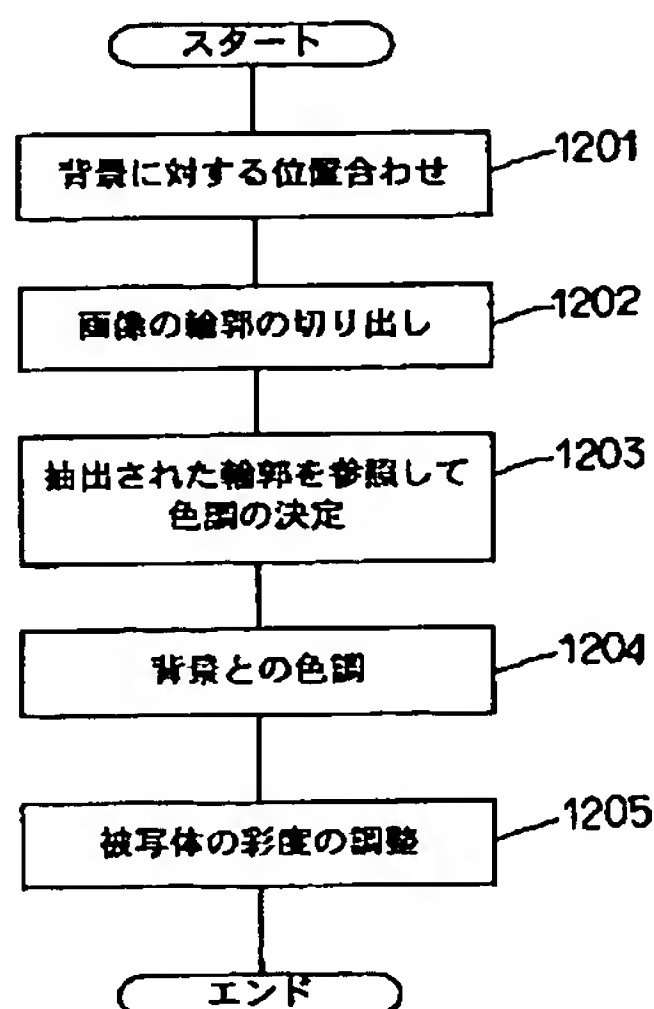 スタート
背景に対する位置合わせ
1201
画像の輪郭の切り出し
1202
抽出された輪郭を参照して
色調の決定
1203
背景との色調
1204
被写体の彩度の調整
1205
エンド